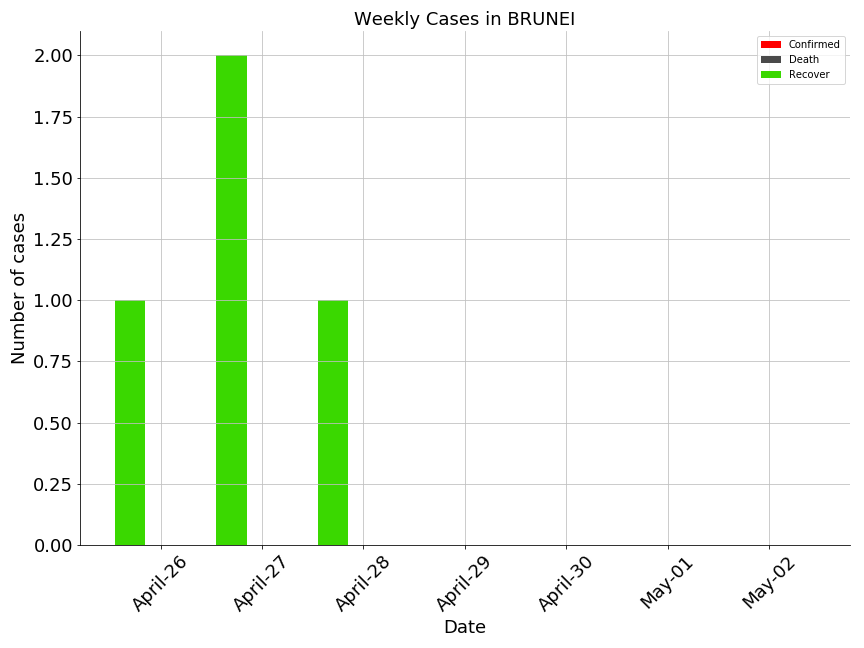 Weekly Cases in BRUNEI
Confirmed
Death
Recover
Number of cases
2.00
1.75
1.50
1.25
1.00
0.75
0.50
0.25
0.00
April-26
April-27
April-28
April-29
April-30
May-01
May-02
Date